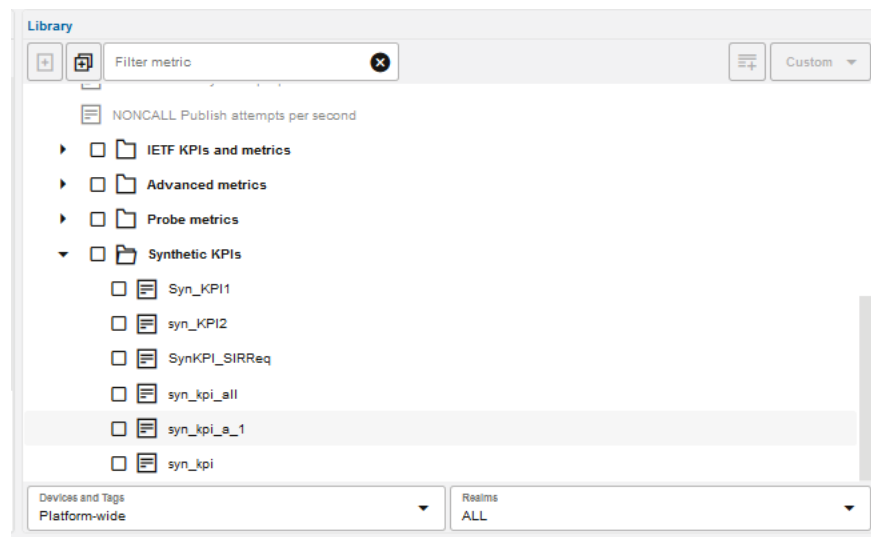 Library
Filter metric
Custom
NONCALL Publish attempts per second
IETF KPIs and metrics
Advanced metrics
Probe metrics
Synthetic KPIs
Syn_KPI1
syn_KPI2
SynKPI_SIRReq
syn_kpi_all
syn_kpi_a_1
syn_kpi
Devices and Tags
Platform-wide
Realms
ALL